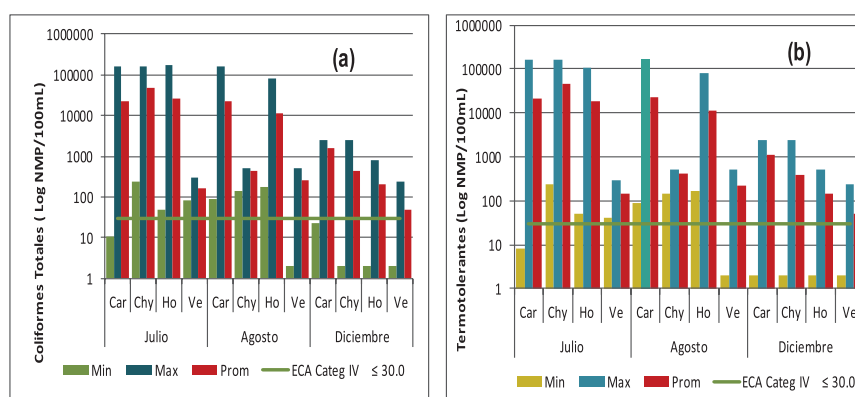 (a)
Coliformes Totales ( Log NMP/100mL)
1000000
100000
10000
1000
100
10
1
Car Chy Ho Ve Car Chy Ho Ve Car Chy Ho Ve
Julio Agosto Diciembre
Min Max Prom ECA Categ IV ≤ 30.0
(b)
Termotolerantes (Log NMP/100mL)
1000000
100000
10000
1000
100
10
1
Car Chy Ho Ve Car Chy Ho Ve Car Chy Ho Ve
Julio Agosto Diciembre
Min Max Prom ECA Categ IV ≤ 30.0